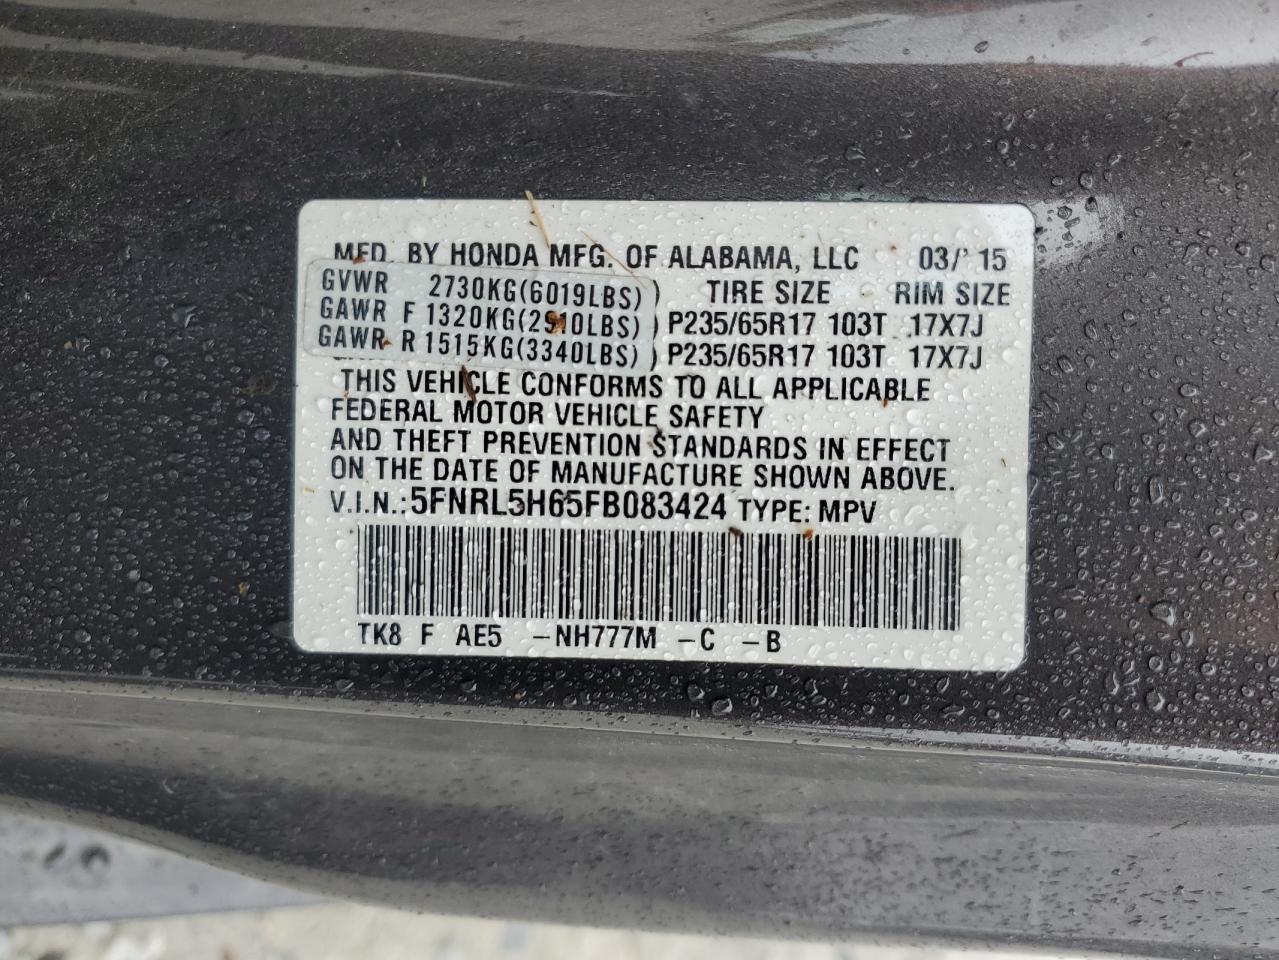 MFD. BY HONDA MFG. OF ALABAMA, LLC 03/'15
GVWR 2730KG(6019LBS) TIRE SIZE RIM SIZE
GAWR F 1320KG(2910LBS) P235/65R17 103T 17X7J
GAWR R 1515KG(3340LBS) P235/65R17 103T 17X7J
THIS VEHICLE CONFORMS TO ALL APPLICABLE
FEDERAL MOTOR VEHICLE SAFETY
AND THEFT PREVENTION STANDARDS IN EFFECT
ON THE DATE OF MANUFACTURE SHOWN ABOVE.
V.I.N.: 5FNRL5H65FB083424 TYPE: MPV
TK8 F AE5 -NH777M -C -B